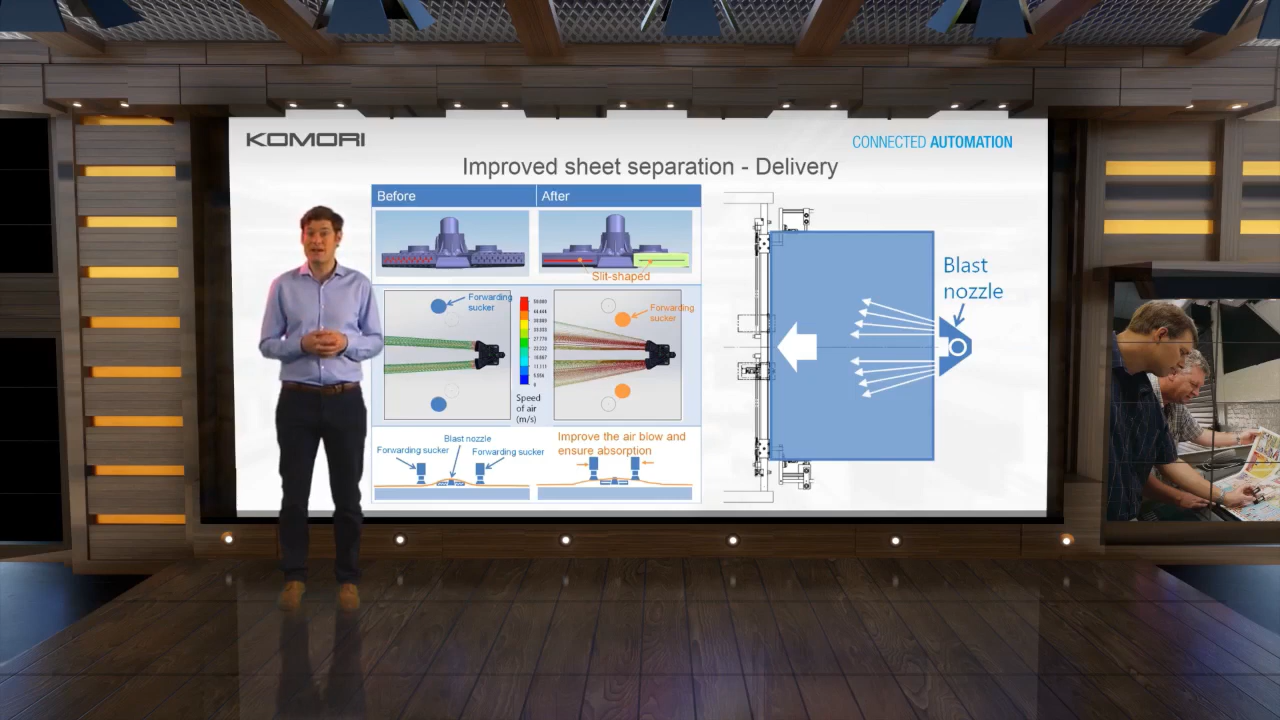 KOMORI
CONNECTED AUTOMATION
Improved sheet separation - Delivery
Before
After
Slit-shaped
Forwarding
sucker
Forwarding
sucker
Speed
of air
(m/s)
Blast
nozzle
Blast nozzle
Forwarding sucker
Forwarding sucker
Improve the air blow and
ensure absorption